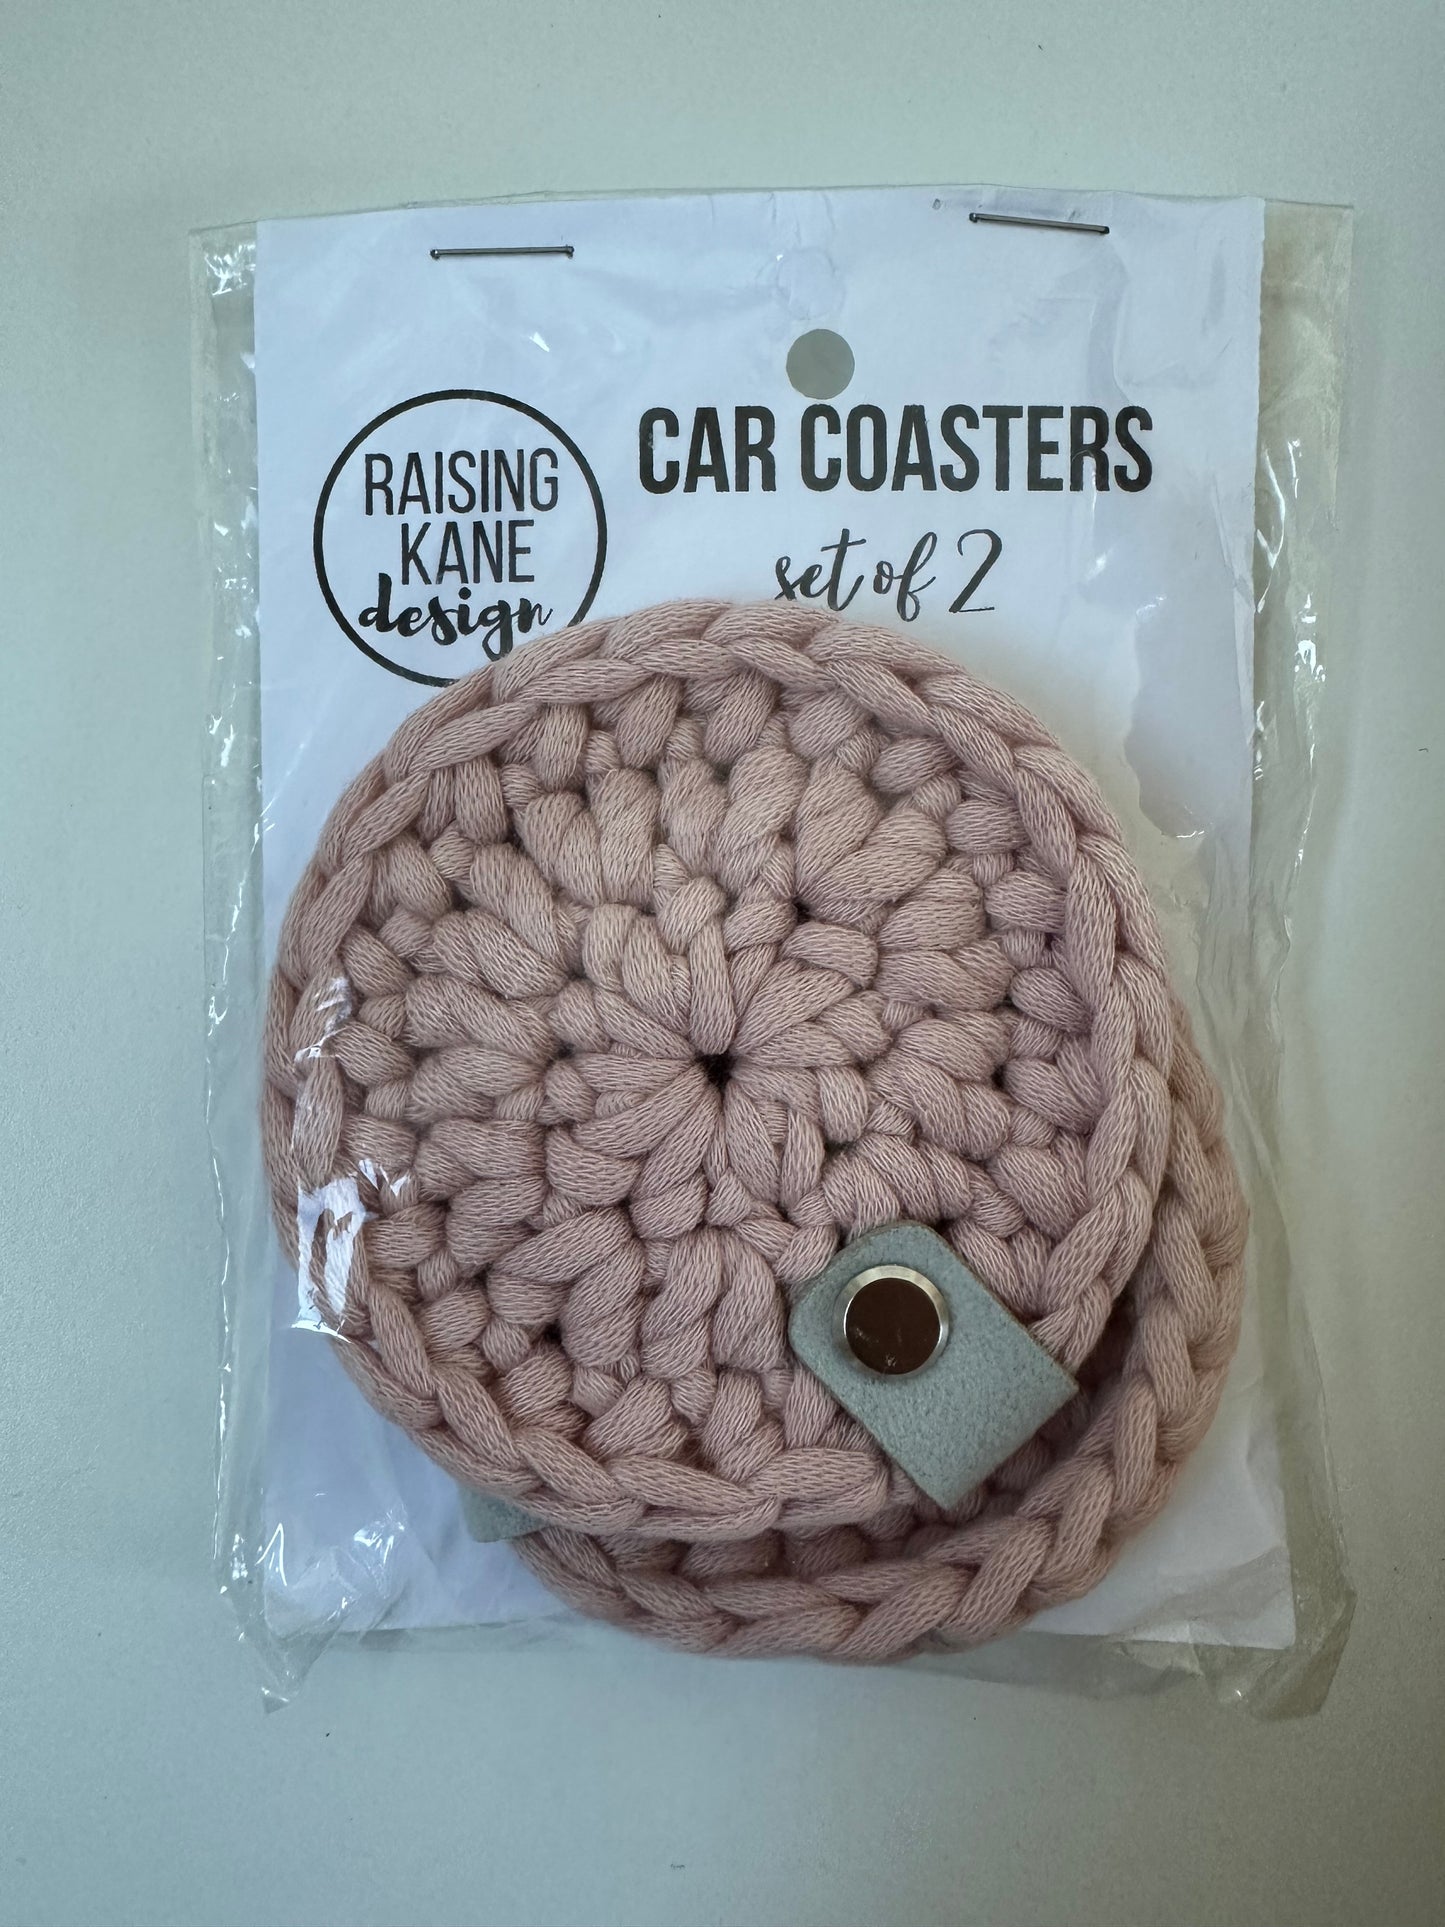 RAISING
KANE
design
CAR COASTERS
set of 2